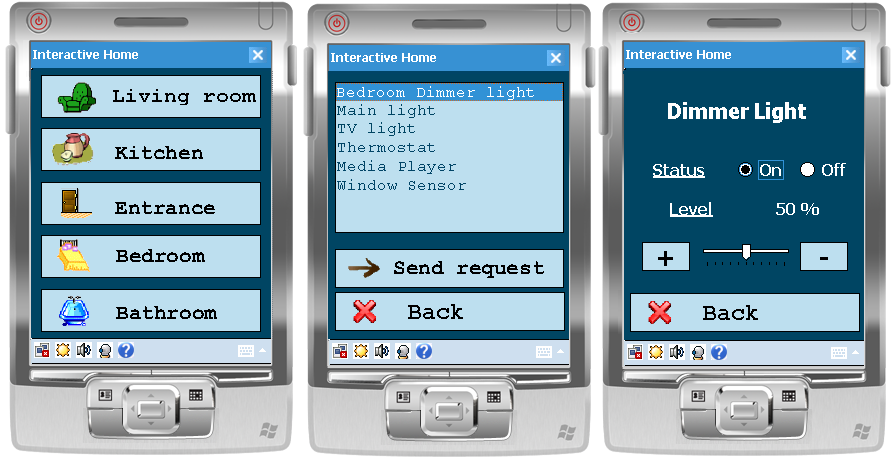 Interactive Home
Living room
Kitchen
Entrance
Bedroom
Bathroom
?
Interactive Home
Bedroom Dimmer light
Main light
TV light
Thermostat
Media Player
Window Sensor
Send request
Back
?
Interactive Home
Dimmer Light
Status On Off
Level 50 %
+ -
Back
?